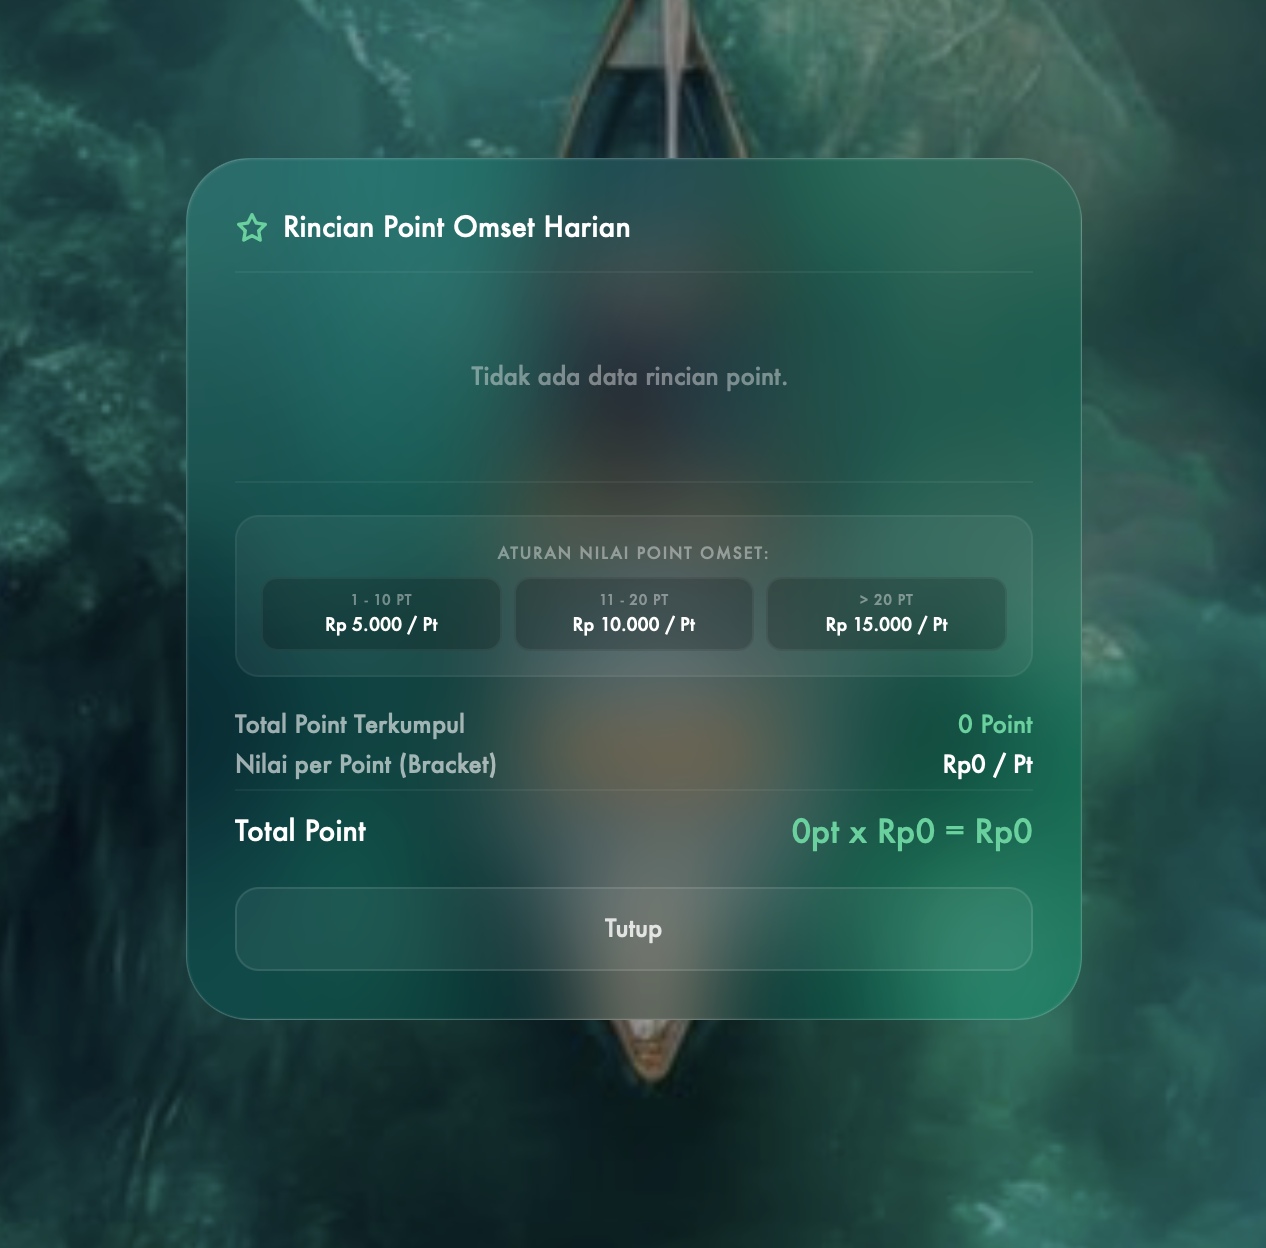 Rincian Point Omset Harian
Tidak ada data rincian point.
ATURAN NILAI POINT OMSET:
1 - 10 PT
Rp 5.000 / Pt
11 - 20 PT
Rp 10.000 / Pt
> 20 PT
Rp 15.000 / Pt
Total Point Terkumpul 0 Point
Nilai per Point (Bracket) Rp0 / Pt
Total Point 0pt x Rp0 = Rp0
Tutup